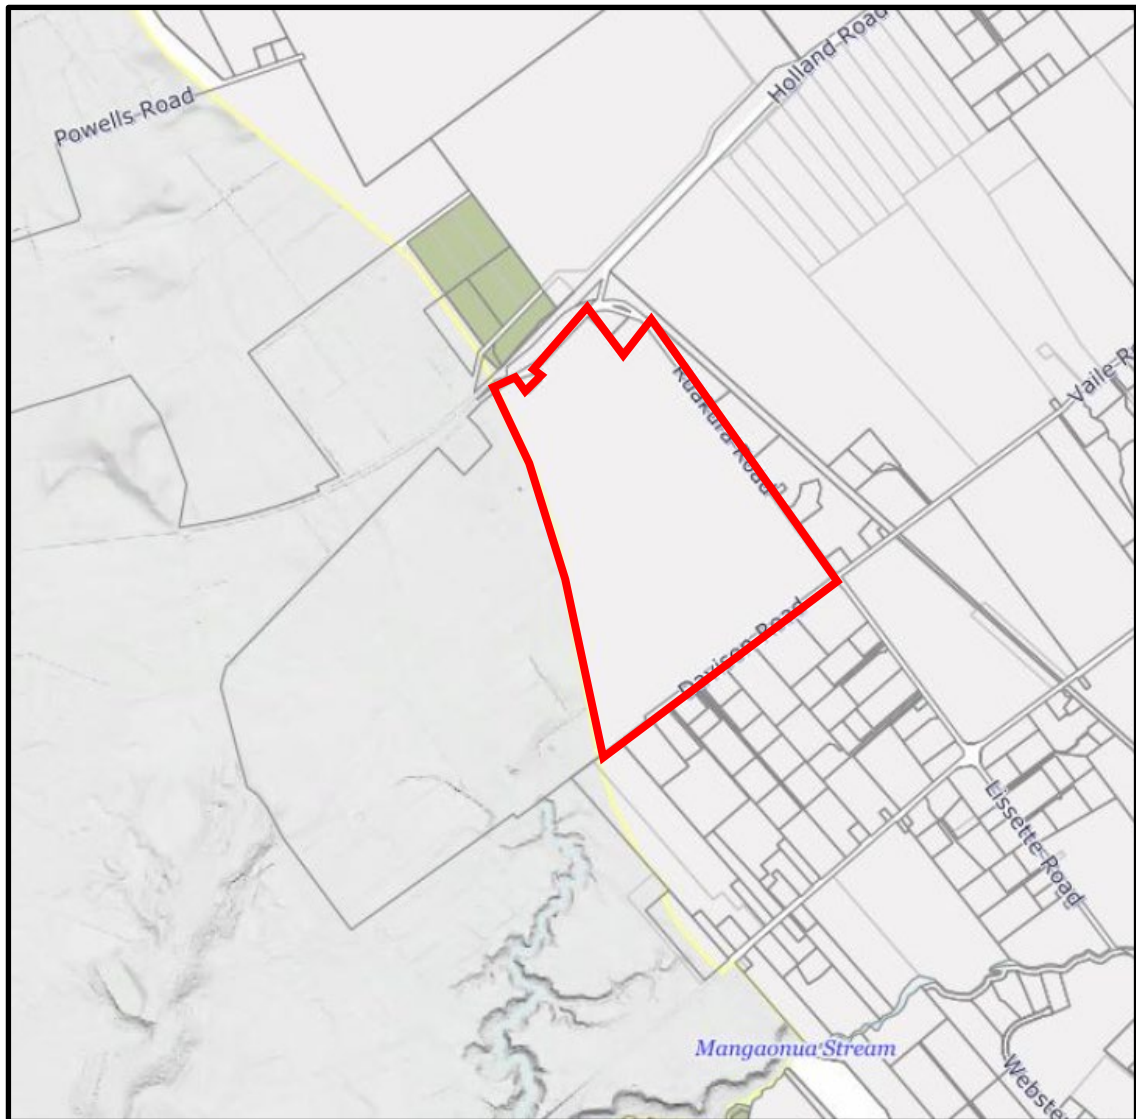 Holland Road
Powells Road
Vaile R
Ruakura Road
Davison Road
Lissette Road
Mangaonua Stream
Webste